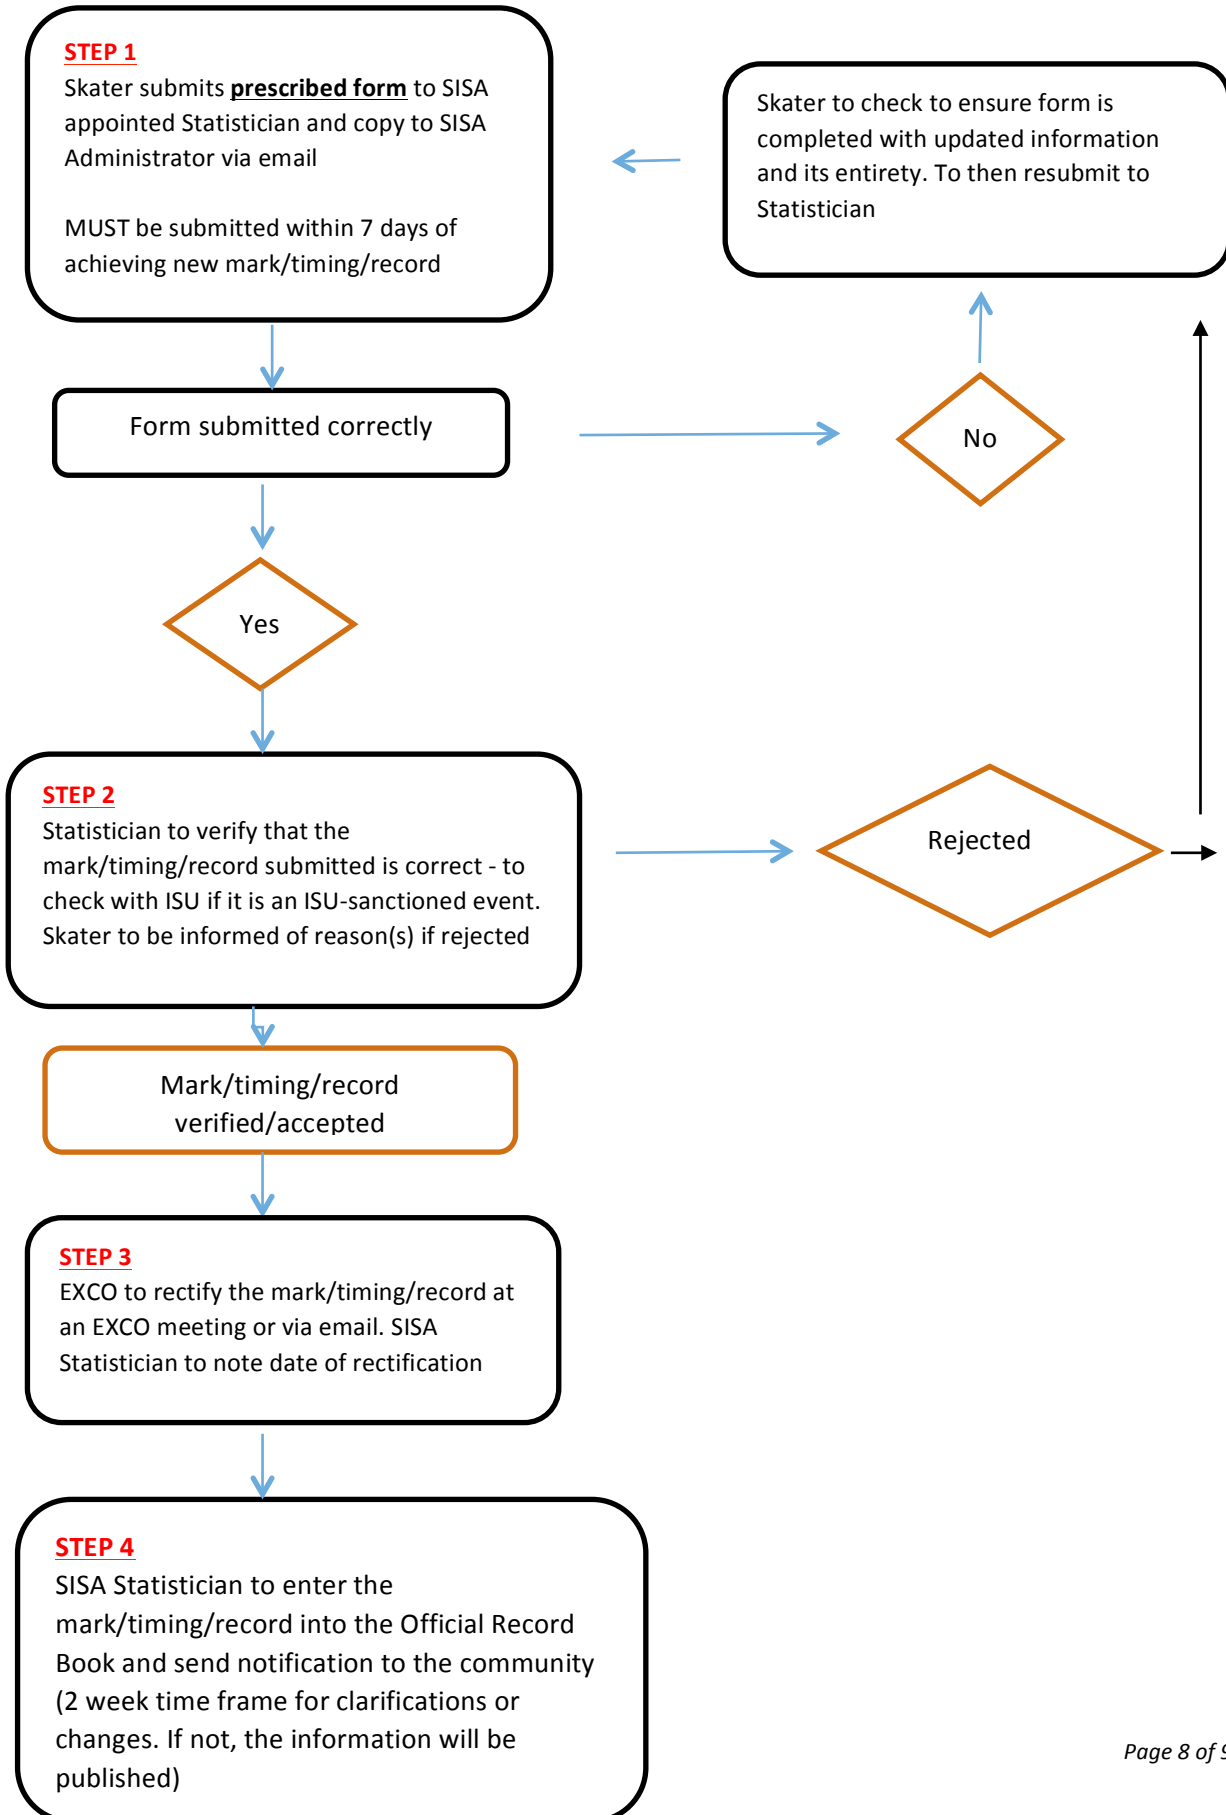 STEP 1
Skater submits prescribed form to SISA
appointed Statistician and copy to SISA
Administrator via email
MUST be submitted within 7 days of
achieving new mark/timing/record
Skater to check to ensure form is
completed with updated information
and its entirety. To then resubmit to
Statistician
Form submitted correctly
No
Yes
STEP 2
Statistician to verify that the
mark/timing/record submitted is correct - to
check with ISU if it is an ISU-sanctioned event.
Skater to be informed of reason(s) if rejected
Rejected
Mark/timing/record
verified/accepted
STEP 3
EXCO to rectify the mark/timing/record at
an EXCO meeting or via email. SISA
Statistician to note date of rectification
STEP 4
SISA Statistician to enter the
mark/timing/record into the Official Record
Book and send notification to the community
(2 week time frame for clarifications or
changes. If not, the information will be
published)
Page 8 of 9